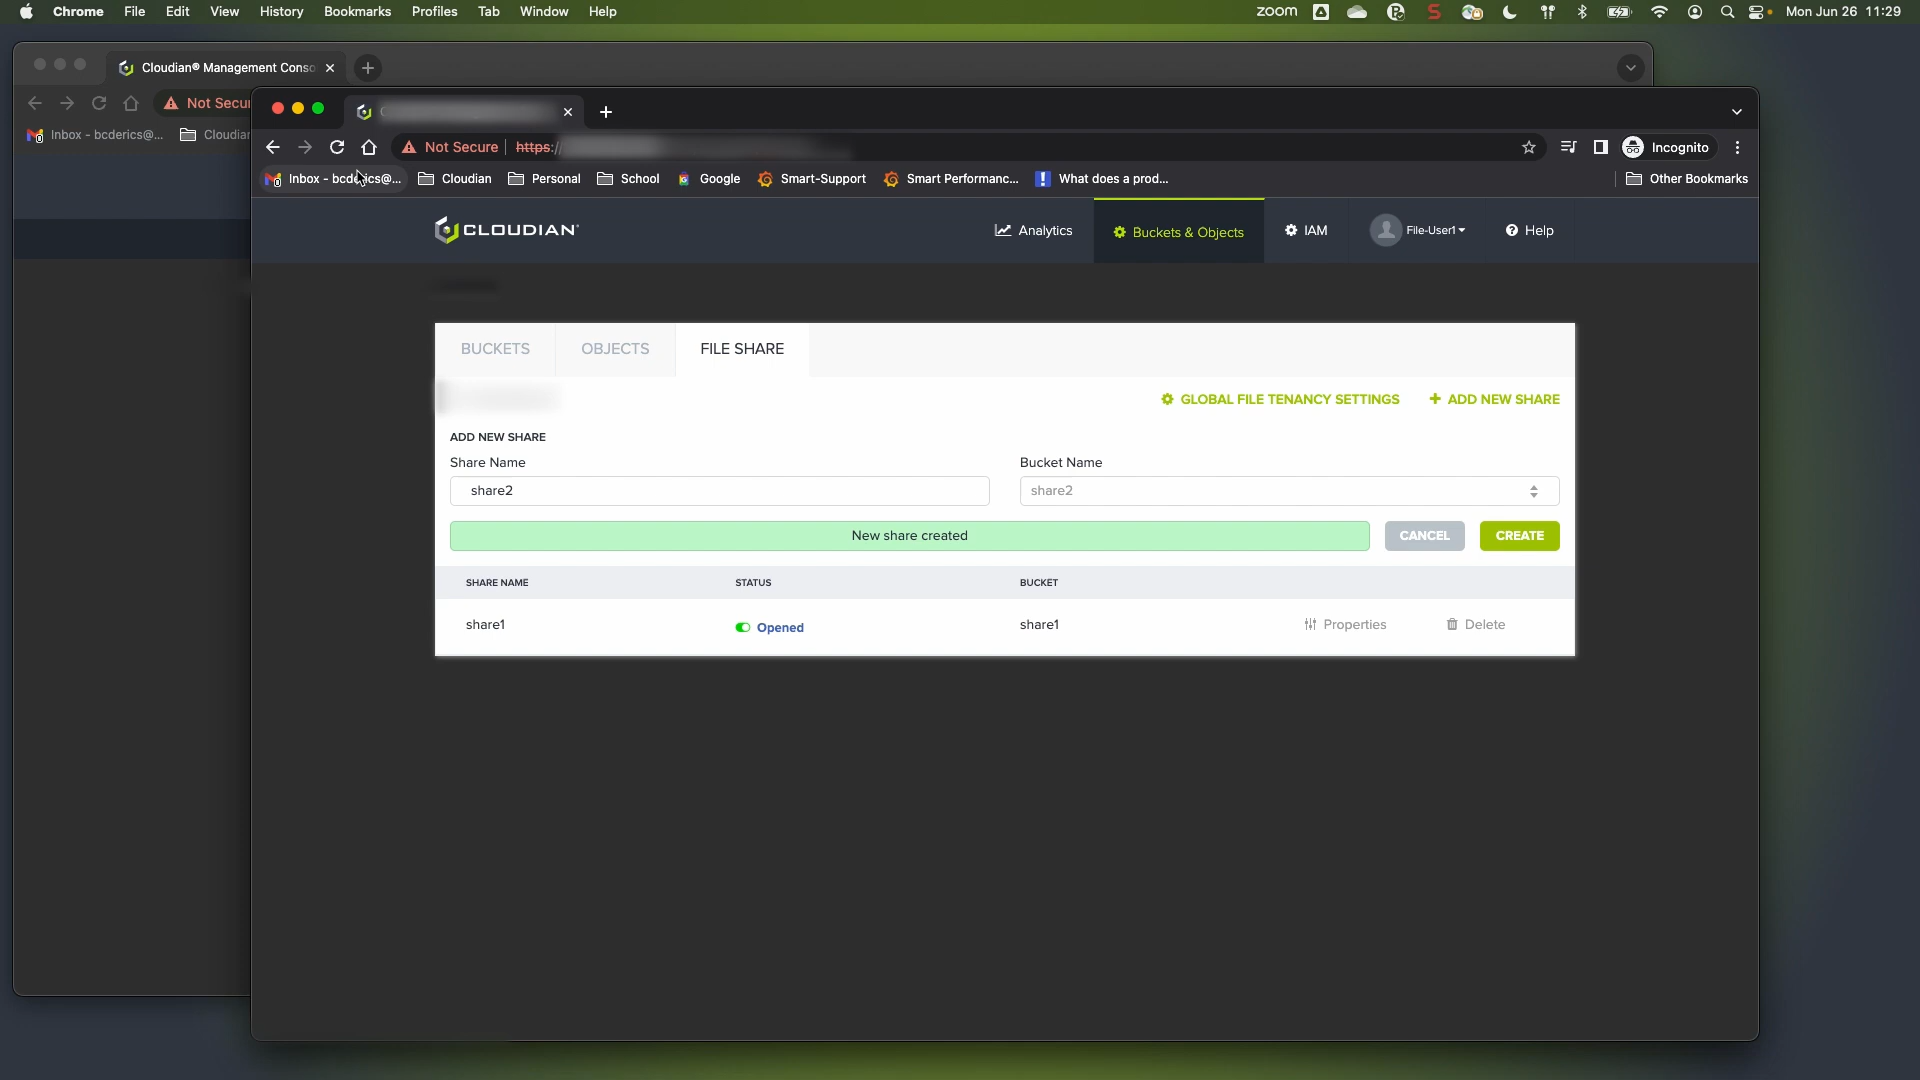 Chrome File Edit View History Bookmarks Profiles Tab Window Help zoom Mon Jun 26 11:29
Cloudian® Management Conso
Not Secu
Not Secure https://
Incognito
Inbox - bcderics@... Cloudian
Inbox - bcderics@... Cloudian Personal School Google Smart-Support Smart Performanc... What does a prod... Other Bookmarks
CLOUDIAN Analytics Buckets & Objects IAM File-User1 Help
BUCKETS OBJECTS FILE SHARE
GLOBAL FILE TENANCY SETTINGS + ADD NEW SHARE
ADD NEW SHARE
Share Name Bucket Name
share2 share2
New share created CANCEL CREATE
SHARE NAME STATUS BUCKET
share1 Opened share1 Properties Delete